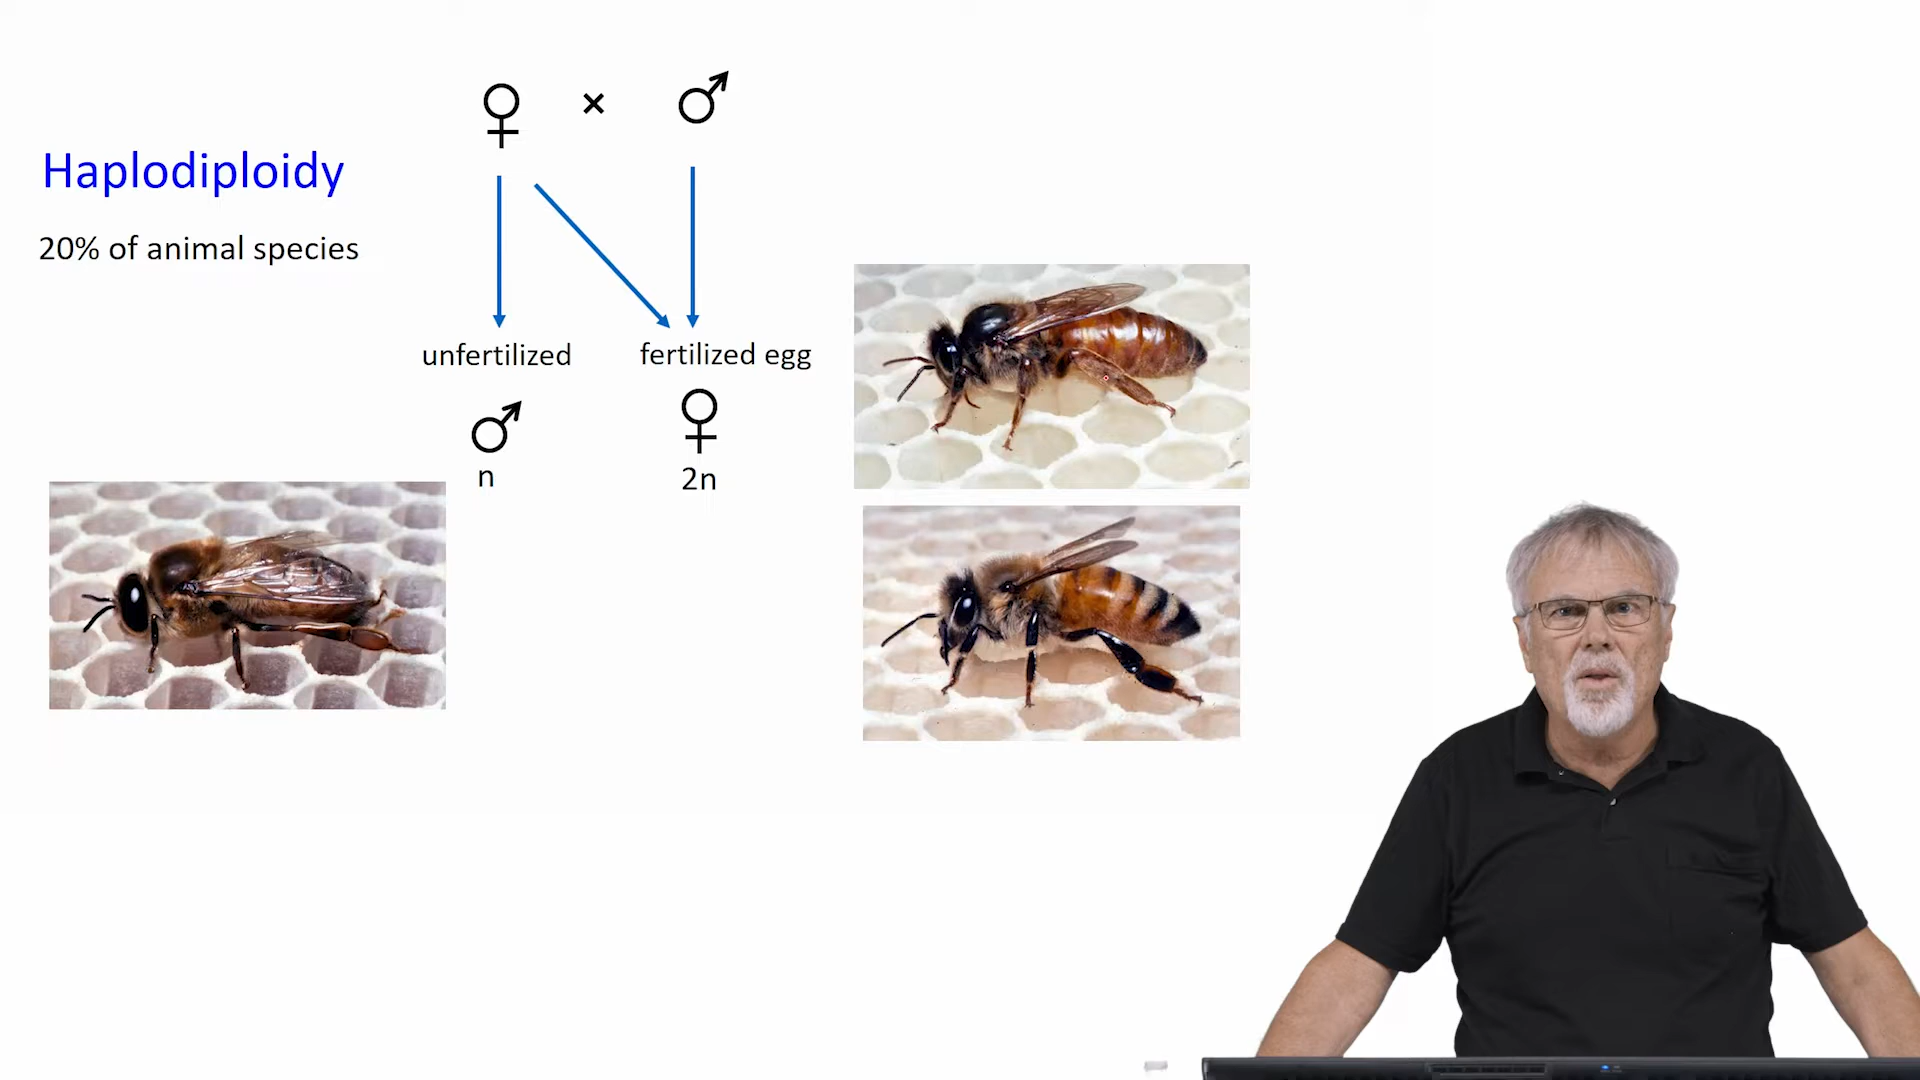 ♀ × ♂
Haplodiploidy
20% of animal species
unfertilized
fertilized egg
♂
♀
n
2n